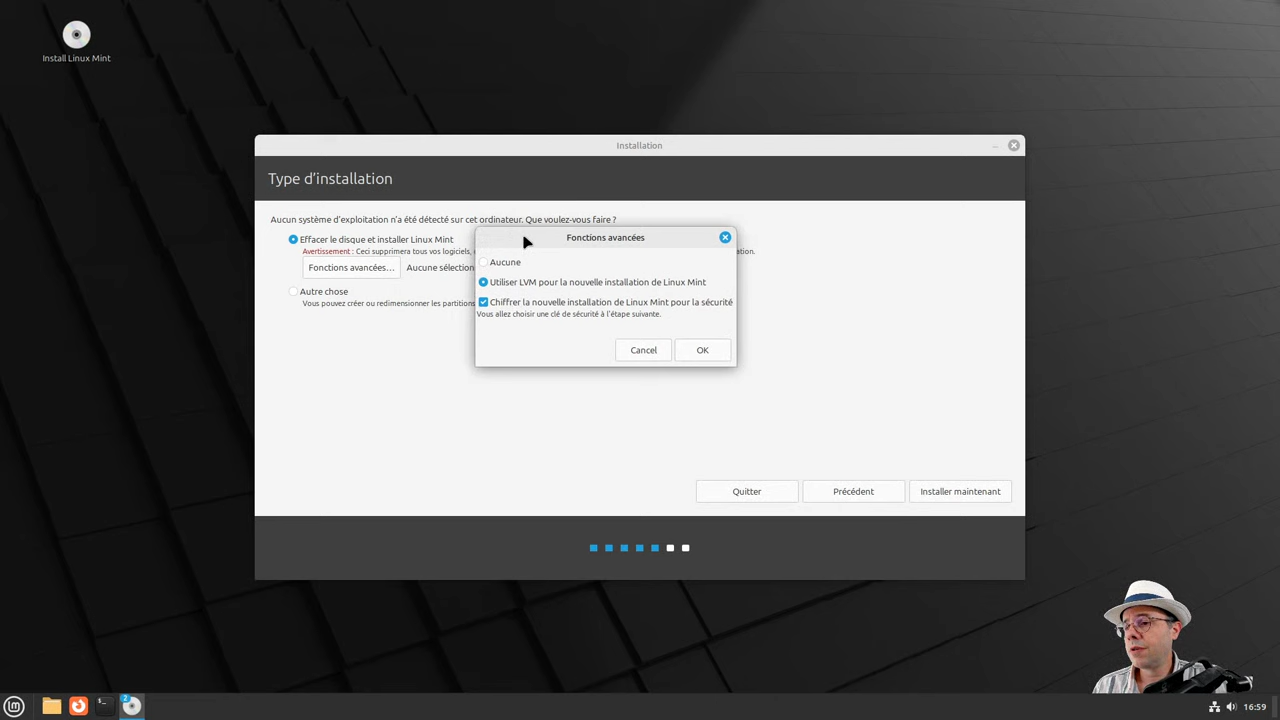 Install Linux Mint
Installation
Type d’installation
Aucun système d'exploitation n'a été détecté sur cet ordinateur. Que voulez-vous faire ?
Effacer le disque et installer Linux Mint
Avertissement : Ceci supprimera tous vos logiciels,
Fonctions avancées...
Aucune sélection
Autre chose
Vous pouvez créer ou redimensionner les partitions
Fonctions avancées
Aucune
Utiliser LVM pour la nouvelle installation de Linux Mint
Chiffrer la nouvelle installation de Linux Mint pour la sécurité
Vous allez choisir une clé de sécurité à l'étape suivante.
Cancel
OK
Quitter
Précédent
Installer maintenant
2
16:59